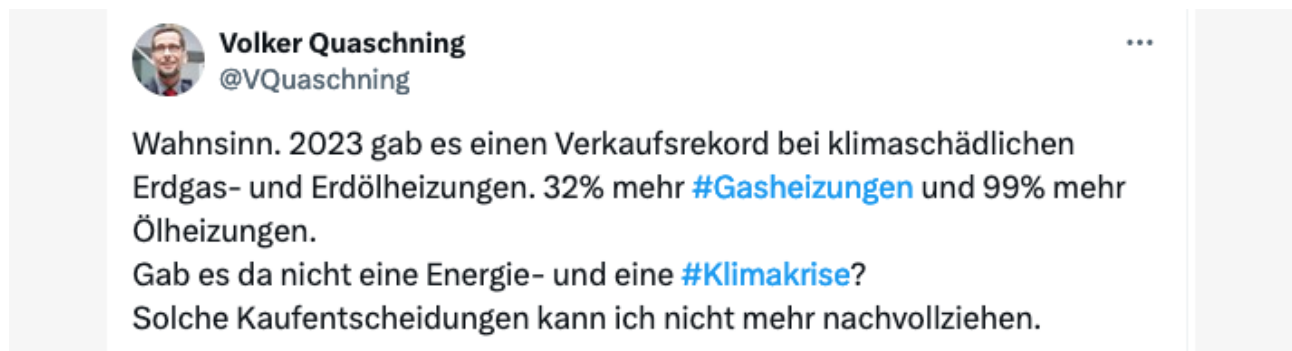 Volker Quaschning
@VQuaschning
Wahnsinn. 2023 gab es einen Verkaufsrekord bei klimaschädlichen
Erdgas- und Erdölheizungen. 32% mehr #Gasheizungen und 99% mehr
Ölheizungen.
Gab es da nicht eine Energie- und eine #Klimakrise?
Solche Kaufentscheidungen kann ich nicht mehr nachvollziehen.